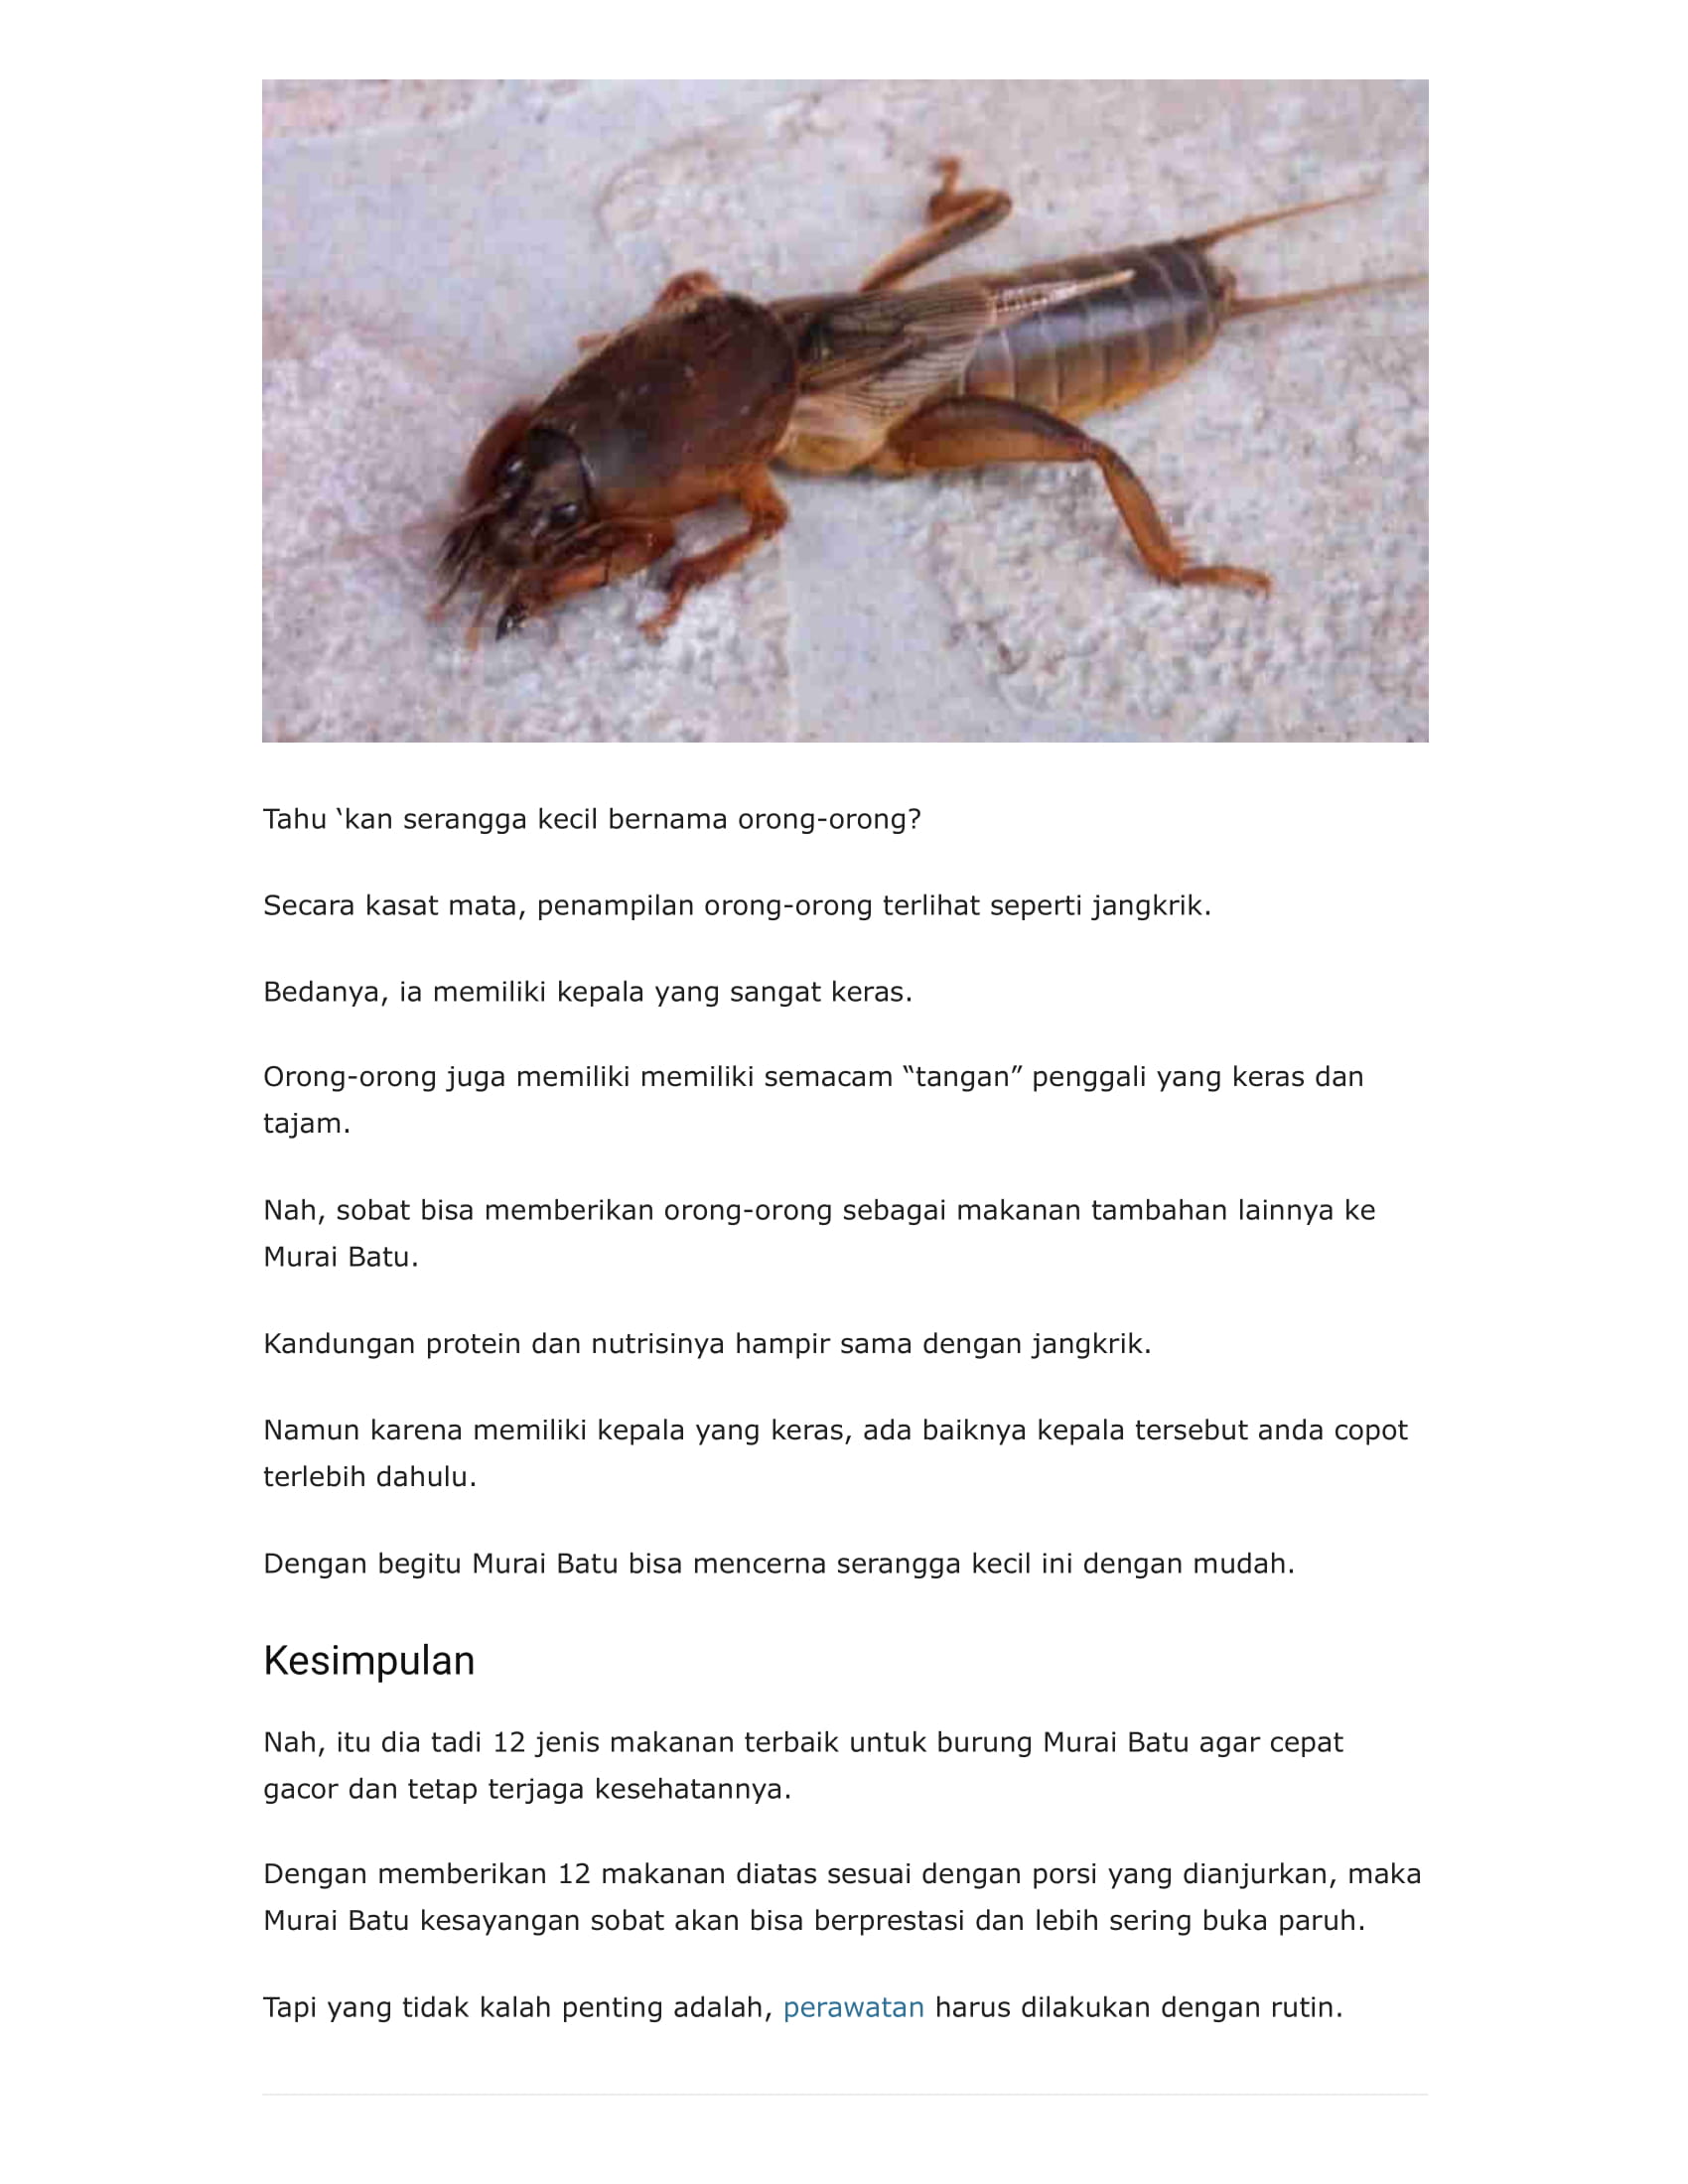 Tahu ‘kan serangga kecil bernama orong-orong?
Secara kasat mata, penampilan orong-orong terlihat seperti jangkrik.
Bedanya, ia memiliki kepala yang sangat keras.
Orong-orong juga memiliki memiliki semacam “tangan” penggali yang keras dan
tajam.
Nah, sobat bisa memberikan orong-orong sebagai makanan tambahan lainnya ke
Murai Batu.
Kandungan protein dan nutrisinya hampir sama dengan jangkrik.
Namun karena memiliki kepala yang keras, ada baiknya kepala tersebut anda copot
terlebih dahulu.
Dengan begitu Murai Batu bisa mencerna serangga kecil ini dengan mudah.
Kesimpulan
Nah, itu dia tadi 12 jenis makanan terbaik untuk burung Murai Batu agar cepat
gacor dan tetap terjaga kesehatannya.
Dengan memberikan 12 makanan diatas sesuai dengan porsi yang dianjurkan, maka
Murai Batu kesayangan sobat akan bisa berprestasi dan lebih sering buka paruh.
Tapi yang tidak kalah penting adalah, perawatan harus dilakukan dengan rutin.